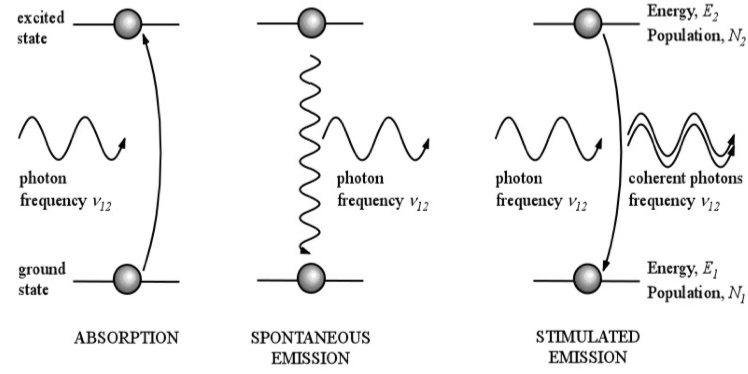 excited
state
Energy, E₂
Population, N₂
photon
frequency ν₁₂
photon
frequency ν₁₂
photon
frequency ν₁₂
coherent photons
frequency ν₁₂
ground
state
Energy, E₁
Population, N₁
ABSORPTION
SPONTANEOUS
EMISSION
STIMULATED
EMISSION